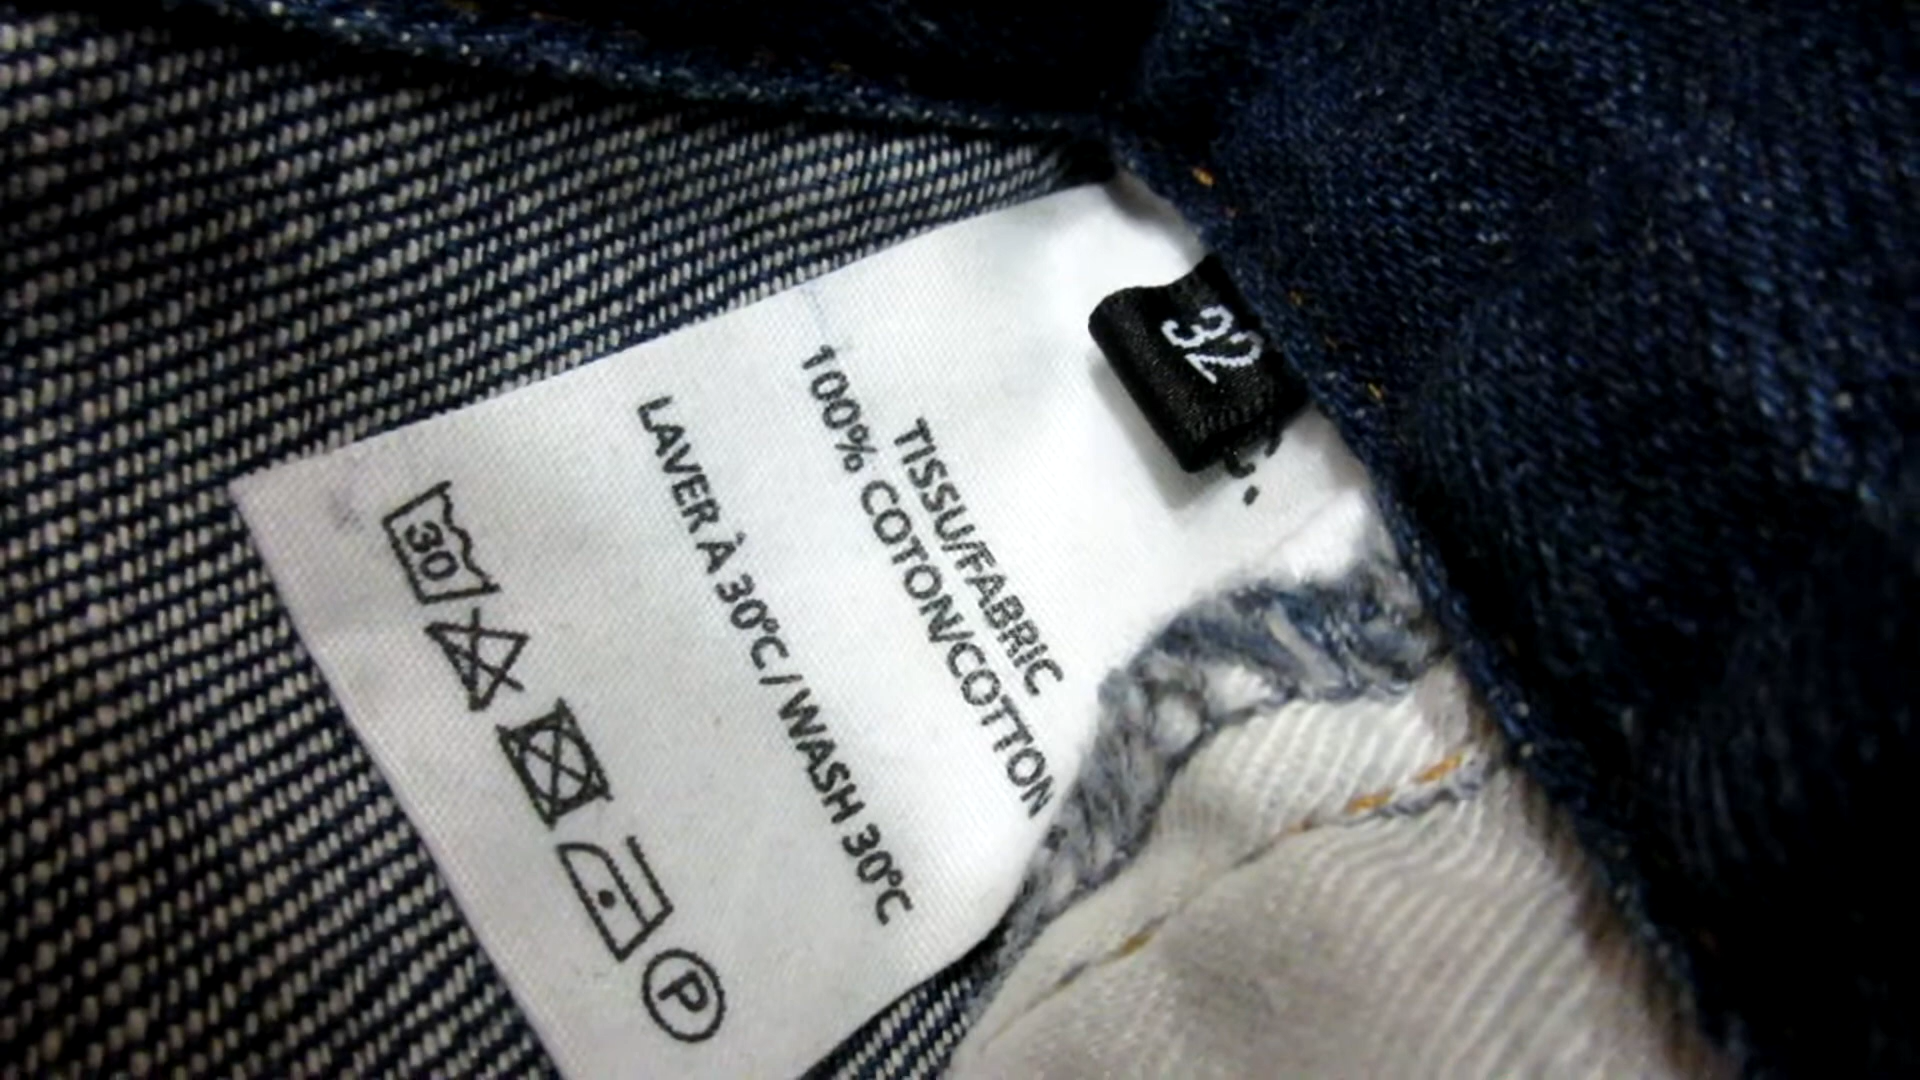 32
C.
TISSU/FABRIC
100% COTON/COTTON
LAVER À 30°C / WASH 30°C
30
P